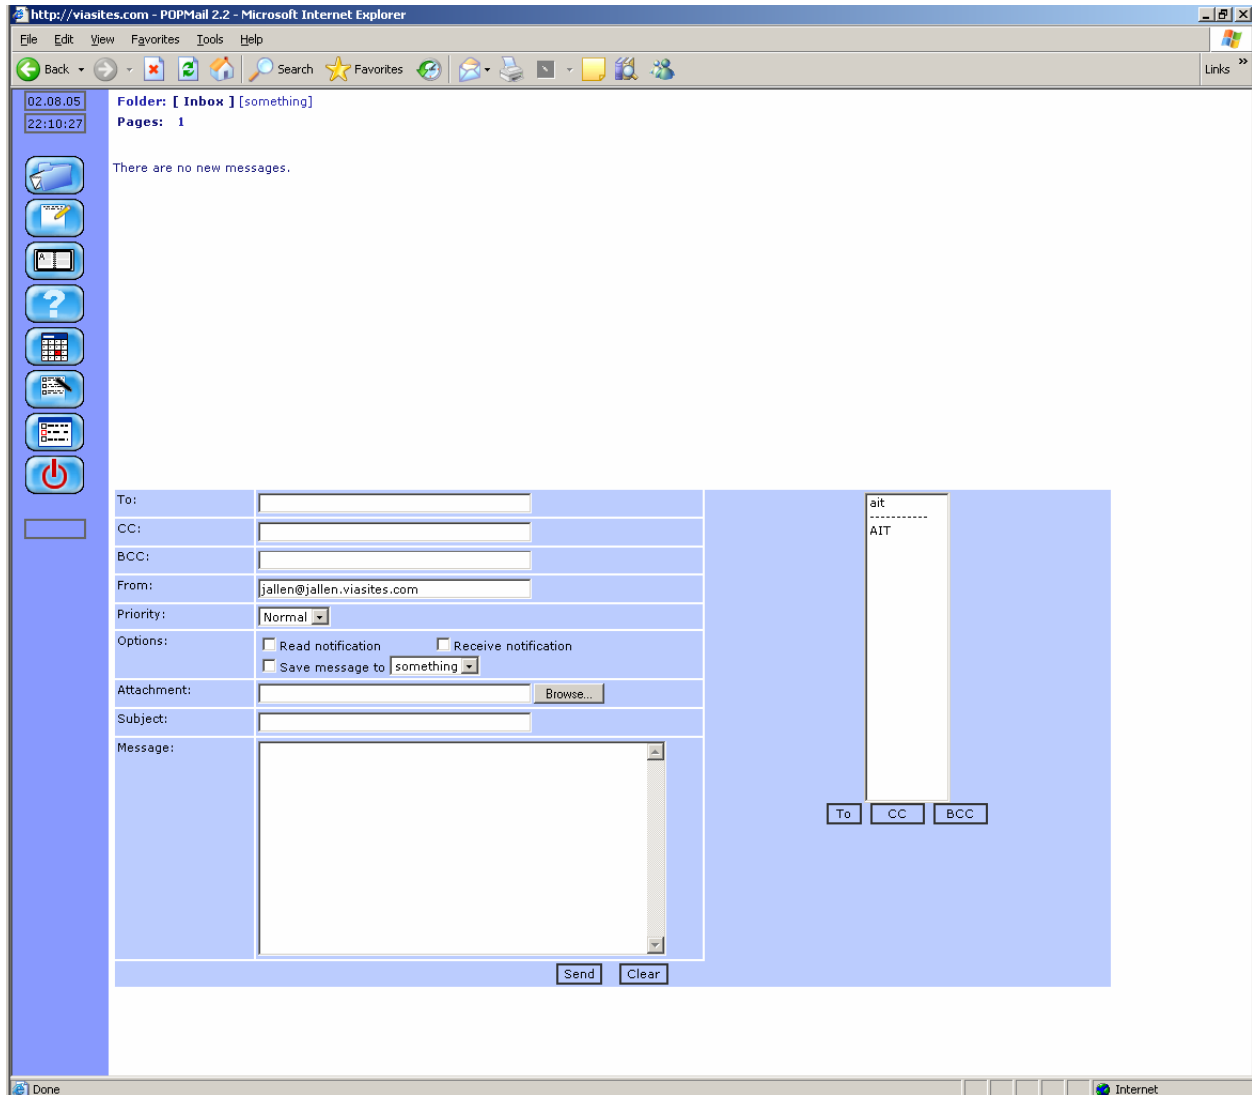 http://viasites.com - POPMail 2.2 - Microsoft Internet Explorer
File Edit View Favorites Tools Help
Back Search Favorites Links »
02.08.05
22:10:27
Folder: [ Inbox ] [something]
Pages: 1
There are no new messages.
To:
CC:
BCC:
From: jallen@jallen.viasites.com
Priority: Normal
Options: Read notification Receive notification
Save message to something
Attachment: Browse...
Subject:
Message:
ait
-----------
AIT
To CC BCC
Send Clear
Done Internet